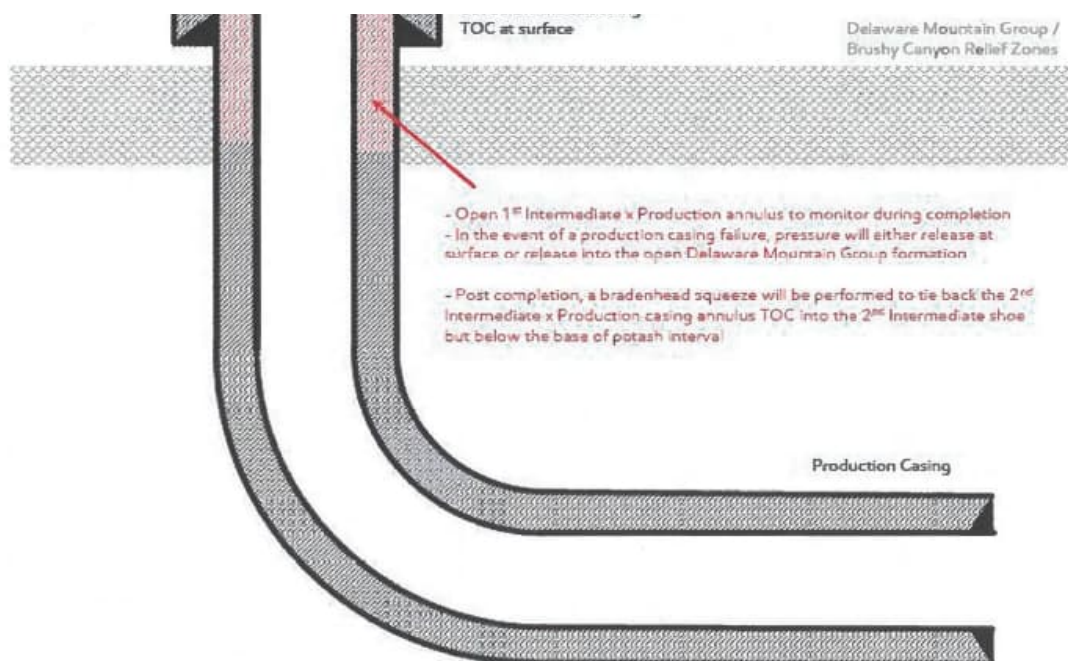 TOC at surface
Delaware Mountain Group /
Brushy Canyon Relief Zones
- Open 1ST Intermediate x Production annulus to monitor during completion
- In the event of a production casing failure, pressure will either release at
surface or release into the open Delaware Mountain Group formation
- Post completion, a bradenhead squeeze will be performed to tie back the 2nd
Intermediate x Production casing annulus TOC into the 2nd Intermediate shoe
but below the base of potash interval
Production Casing